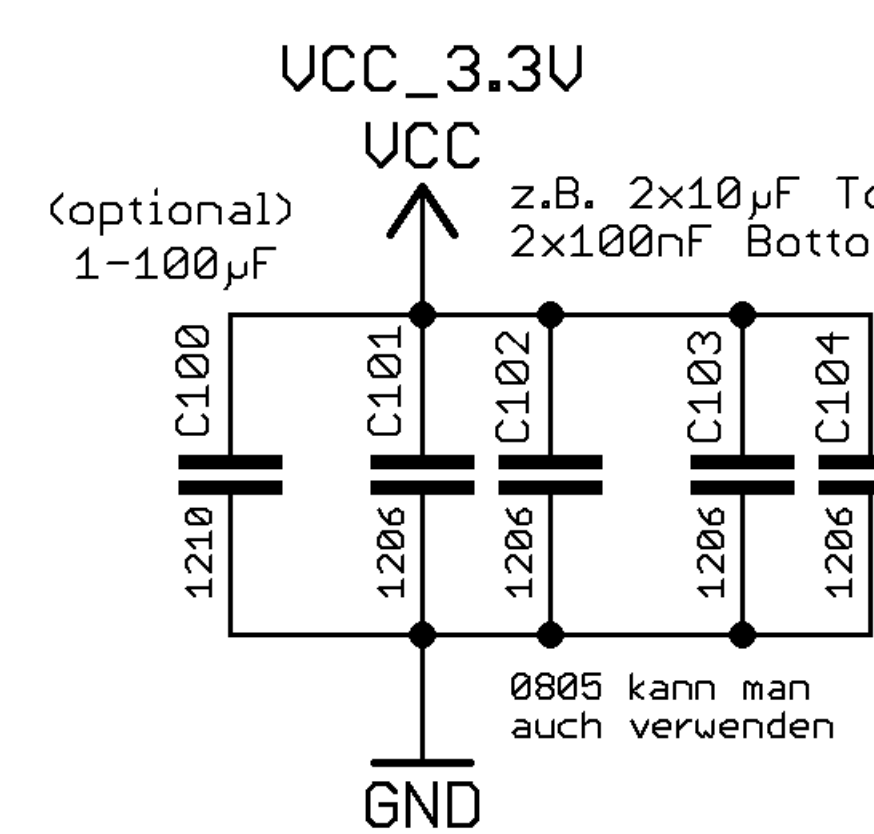 VCC_3.3V
VCC
(optional)
1-100µF
z.B. 2x10µF
2x100nF
C100
C101
C102
C103
C104
1210
1206
1206
1206
1206
0805 kann man
auch verwenden
GND